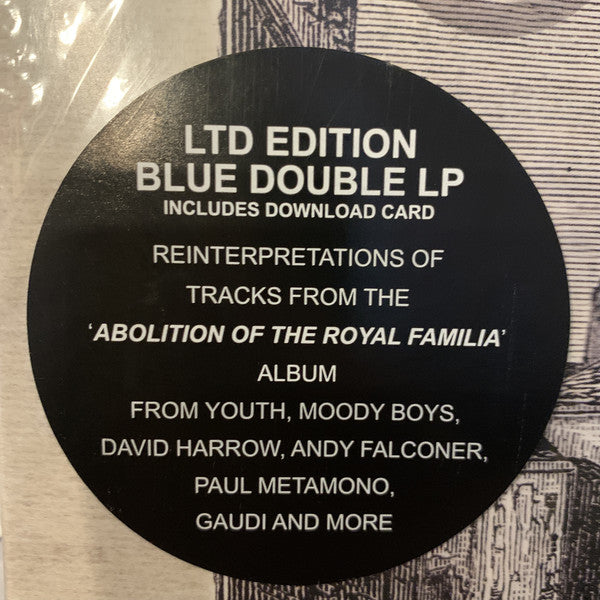 LTD EDITION
BLUE DOUBLE LP
INCLUDES DOWNLOAD CARD
REINTERPRETATIONS OF
TRACKS FROM THE
‘ABOLITION OF THE ROYAL FAMILIA’
ALBUM
FROM YOUTH, MOODY BOYS,
DAVID HARROW, ANDY FALCONER,
PAUL METAMONO,
GAUDI AND MORE